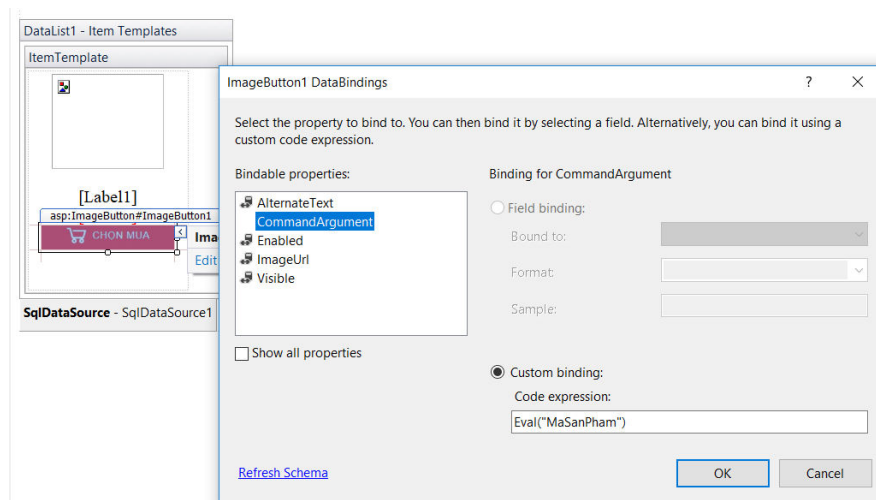 DataList1 - Item Templates
ItemTemplate
[Label1]
asp:ImageButton#ImageButton1
CHỌN MUA
Ima
Edit
SqlDataSource - SqlDataSource1
ImageButton1 DataBindings
?
Select the property to bind to. You can then bind it by selecting a field. Alternatively, you can bind it using a
custom code expression.
Bindable properties:
AlternateText
CommandArgument
Enabled
ImageUrl
Visible
Show all properties
Binding for CommandArgument
Field binding:
Bound to:
Format:
Sample:
Custom binding:
Code expression:
Eval("MaSanPham")
Refresh Schema
OK
Cancel